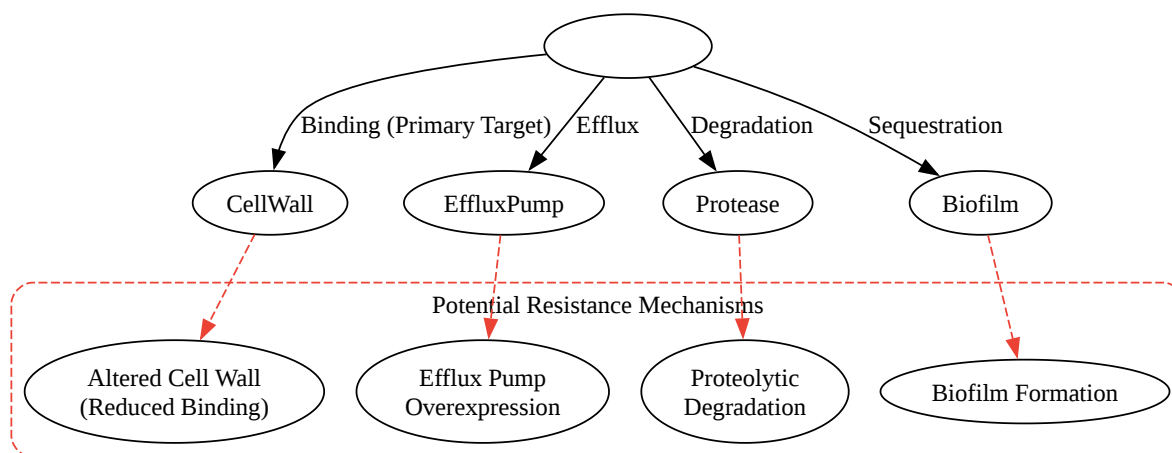 Binding (Primary Target)
Efflux
Degradation
Sequestration
CellWall
EffluxPump
Protease
Biofilm
Potential Resistance Mechanisms
Altered Cell Wall
(Reduced Binding)
Efflux Pump
Overexpression
Proteolytic
Degradation
Biofilm Formation